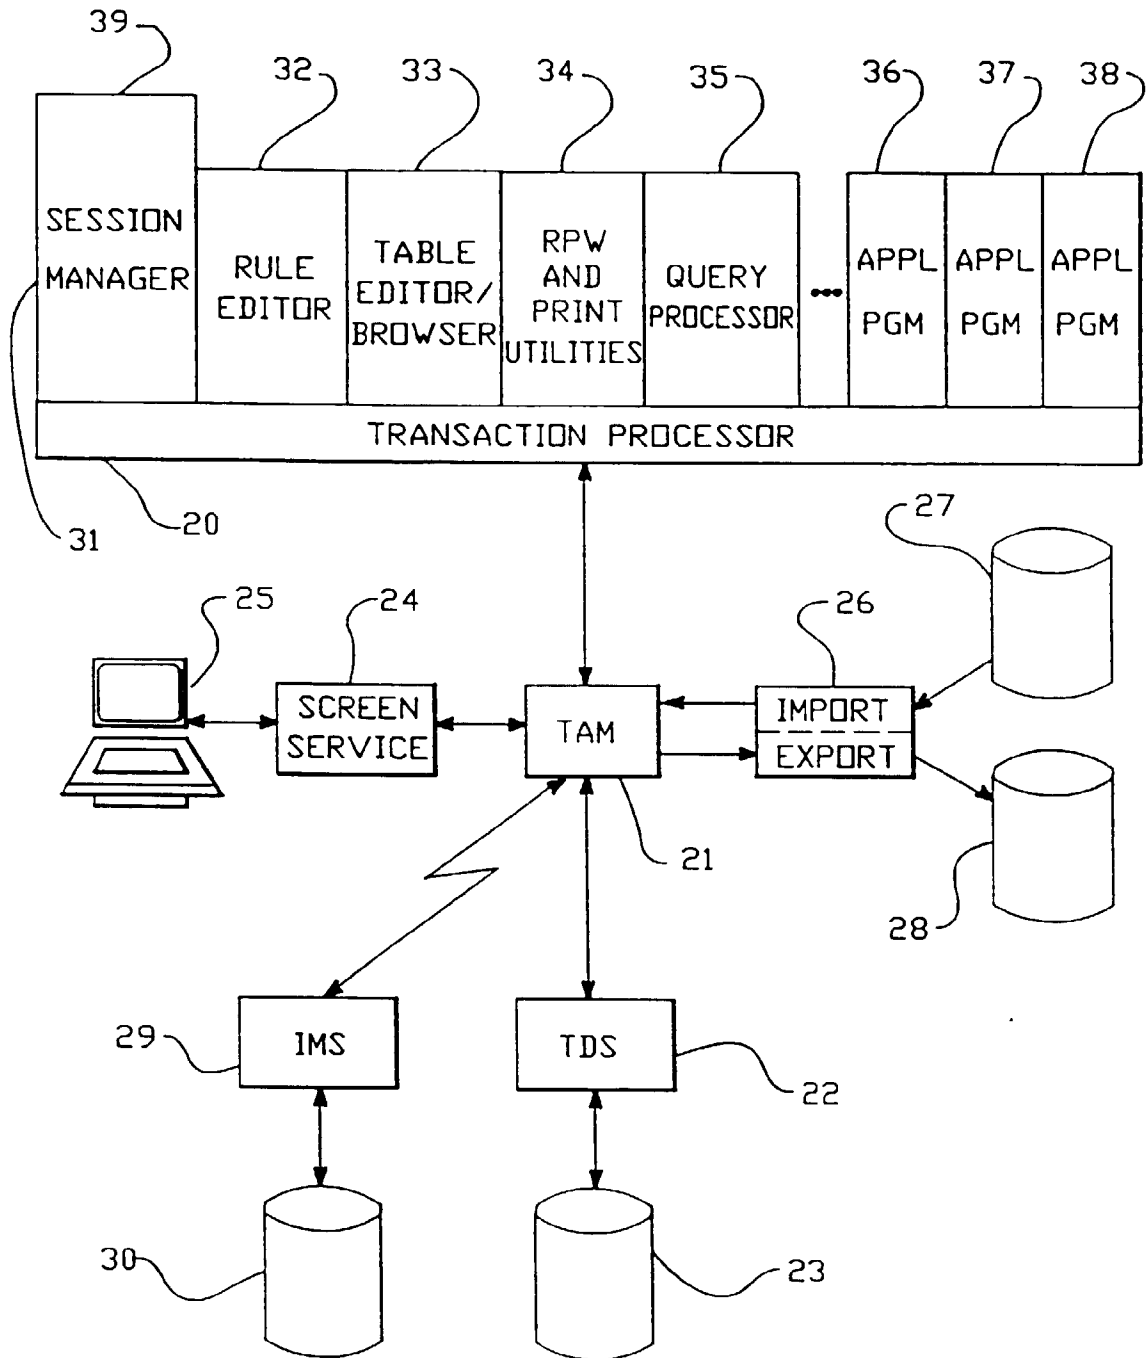 39
32
33
34
35
36
37
38
SESSION
MANAGER
RULE
EDITOR
TABLE
EDITOR/
BROWSER
RPW
AND
PRINT
UTILITIES
QUERY
PROCESSOR
•••
APPL
PGM
APPL
PGM
APPL
PGM
TRANSACTION PROCESSOR
31
20
27
25
24
26
SCREEN
SERVICE
TAM
IMPORT
EXPORT
21
28
29
IMS
TDS
22
30
23